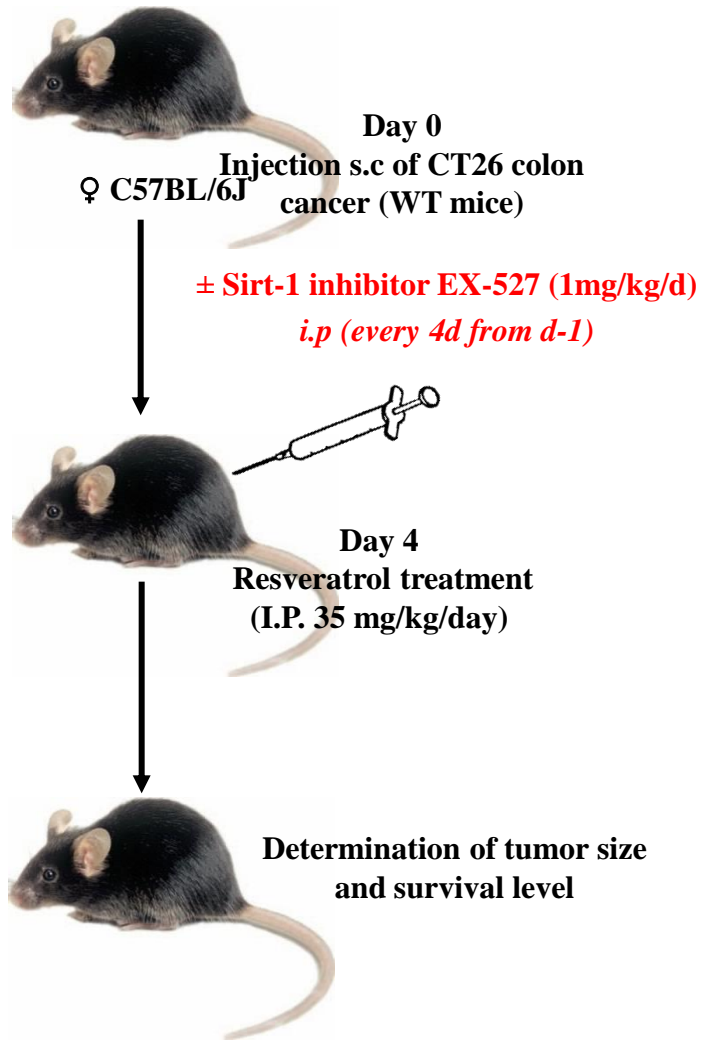 Day 0
Injection s.c of CT26 colon
cancer (WT mice)
♀ C57BL/6J
± Sirt-1 inhibitor EX-527 (1mg/kg/d)
i.p (every 4d from d-1)
Day 4
Resveratrol treatment
(I.P. 35 mg/kg/day)
Determination of tumor size
and survival level